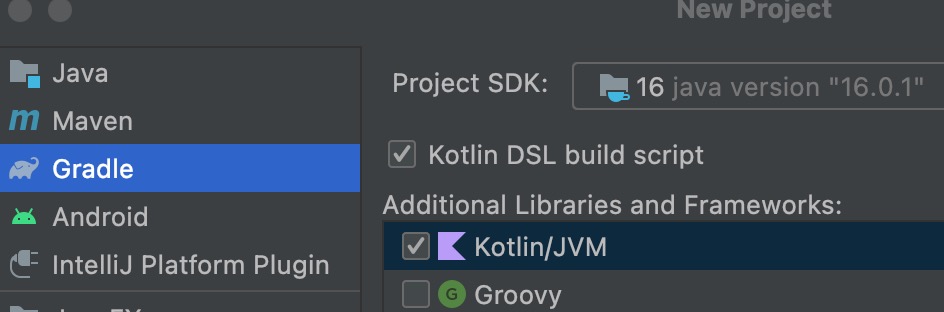 New Project
Java
Maven
Gradle
Android
IntelliJ Platform Plugin
Project SDK: 16 java version "16.0.1"
Kotlin DSL build script
Additional Libraries and Frameworks:
Kotlin/JVM
G Groovy